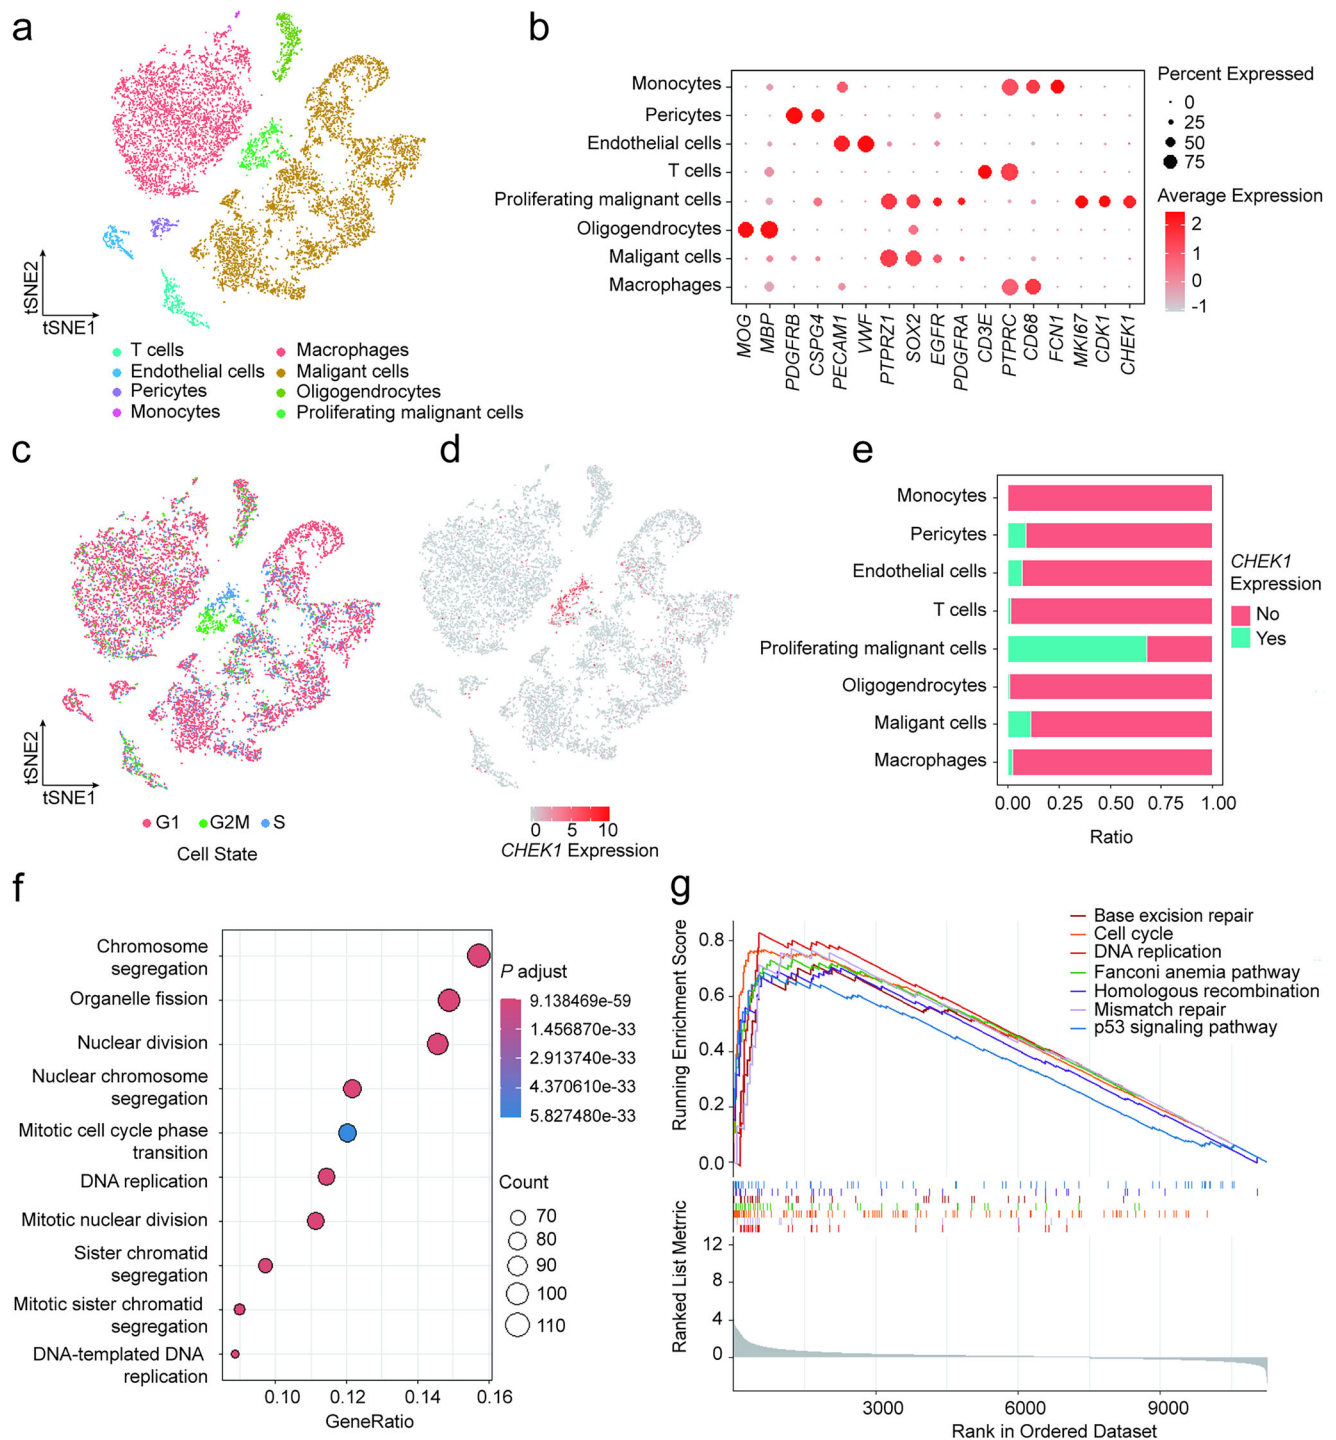 a
tSNE2
tSNE1
T cells
Endothelial cells
Pericytes
Monocytes
Macrophages
Maligant cells
Oligogendrocytes
Proliferating malignant cells
b
Monocytes
Pericytes
Endothelial cells
T cells
Proliferating malignant cells
Oligogendrocytes
Maligant cells
Macrophages
MOG
MBP
PDGFRB
CSPG4
PECAM1
VWF
PTPRZ1
SOX2
EGFR
PDGFRA
CD3E
PTPRC
CD68
FCN1
MKI67
CDK1
CHEK1
Percent Expressed
0
25
50
75
Average Expression
2
1
0
-1
c
tSNE2
tSNE1
G1 G2M S
Cell State
d
0 5 10
CHEK1 Expression
e
Monocytes
Pericytes
Endothelial cells
T cells
Proliferating malignant cells
Oligogendrocytes
Maligant cells
Macrophages
0.00 0.25 0.50 0.75 1.00
Ratio
CHEK1
Expression
No
Yes
f
Chromosome
segregation
Organelle fission
Nuclear division
Nuclear chromosome
segregation
Mitotic cell cycle phase
transition
DNA replication
Mitotic nuclear division
Sister chromatid
segregation
Mitotic sister chromatid
segregation
DNA-templated DNA
replication
0.10 0.12 0.14 0.16
GeneRatio
P adjust
9.138469e-59
1.456870e-33
2.913740e-33
4.370610e-33
5.827480e-33
Count
70
80
90
100
110
g
Running Enrichment Score
0.8
0.6
0.4
0.2
0.0
Base excision repair
Cell cycle
DNA replication
Fanconi anemia pathway
Homologous recombination
Mismatch repair
p53 signaling pathway
Ranked List Metric
12
8
4
0
3000 6000 9000
Rank in Ordered Dataset